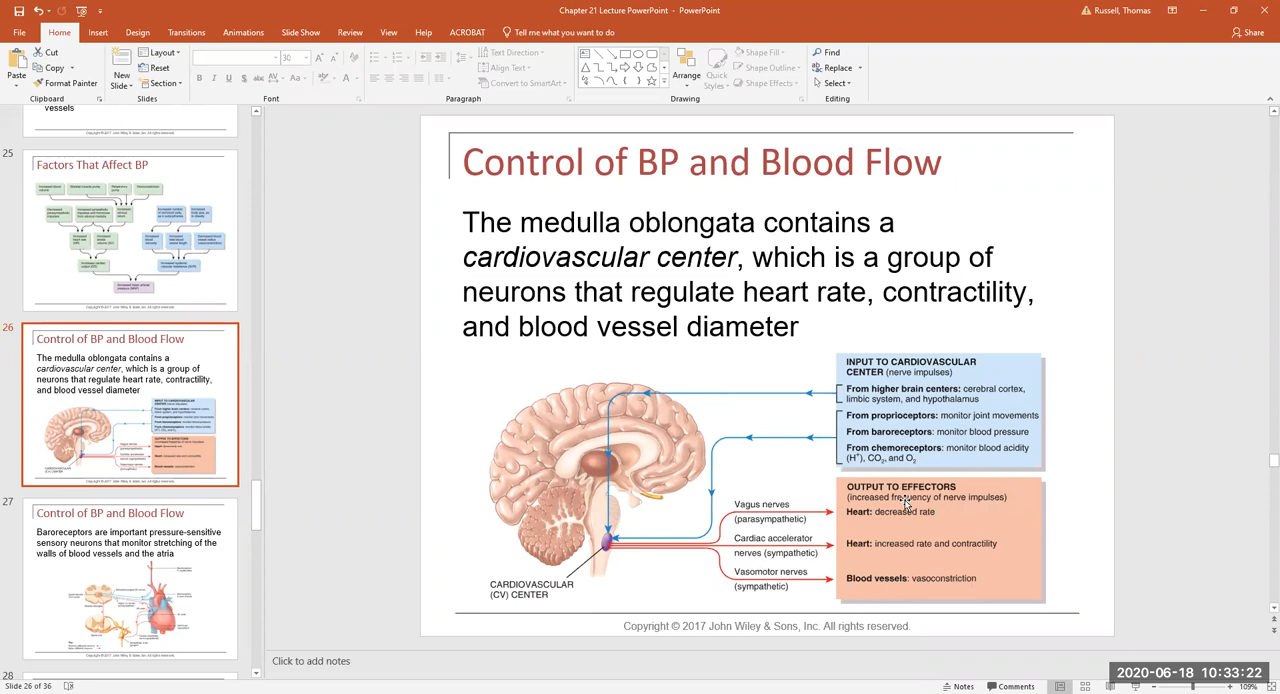 Chapter 21 Lecture PowerPoint - PowerPoint
Russell, Thomas
File Home Insert Design Transitions Animations Slide Show Review View Help ACROBAT Tell me what you want to do
Share
Paste
Cut
Copy
Format Painter
Clipboard
New
Slide
Layout
Reset
Section
Slides
30
B I U S abc AV Aa A
Font
Text Direction
Align Text
Convert to SmartArt
Paragraph
Arrange
Quick
Styles
Shape Fill
Shape Outline
Shape Effects
Drawing
Find
Replace
Select
Editing
vessels
Copyright © 2017 John Wiley & Sons, Inc. All rights reserved.
25
Factors That Affect BP
Copyright © 2017 John Wiley & Sons, Inc. All rights reserved.
26
Control of BP and Blood Flow
The medulla oblongata contains a
cardiovascular center, which is a group of
neurons that regulate heart rate, contractility,
and blood vessel diameter
Copyright © 2017 John Wiley & Sons, Inc. All rights reserved.
27
Control of BP and Blood Flow
Baroreceptors are important pressure-sensitive
sensory neurons that monitor stretching of the
walls of blood vessels and the atria
Copyright © 2017 John Wiley & Sons, Inc. All rights reserved.
28
Control of BP and Blood Flow
The medulla oblongata contains a
cardiovascular center, which is a group of
neurons that regulate heart rate, contractility,
and blood vessel diameter
INPUT TO CARDIOVASCULAR
CENTER (nerve impulses)
From higher brain centers: cerebral cortex,
limbic system, and hypothalamus
From proprioceptors: monitor joint movements
From baroreceptors: monitor blood pressure
From chemoreceptors: monitor blood acidity
(H⁺), CO₂, and O₂
OUTPUT TO EFFECTORS
(increased frequency of nerve impulses)
Heart: decreased rate
Heart: increased rate and contractility
Blood vessels: vasoconstriction
Vagus nerves
(parasympathetic)
Cardiac accelerator
nerves (sympathetic)
Vasomotor nerves
(sympathetic)
CARDIOVASCULAR
(CV) CENTER
Copyright © 2017 John Wiley & Sons, Inc. All rights reserved.
Click to add notes
2020-06-18 10:33:22
Slide 26 of 36
Notes
Comments
109%